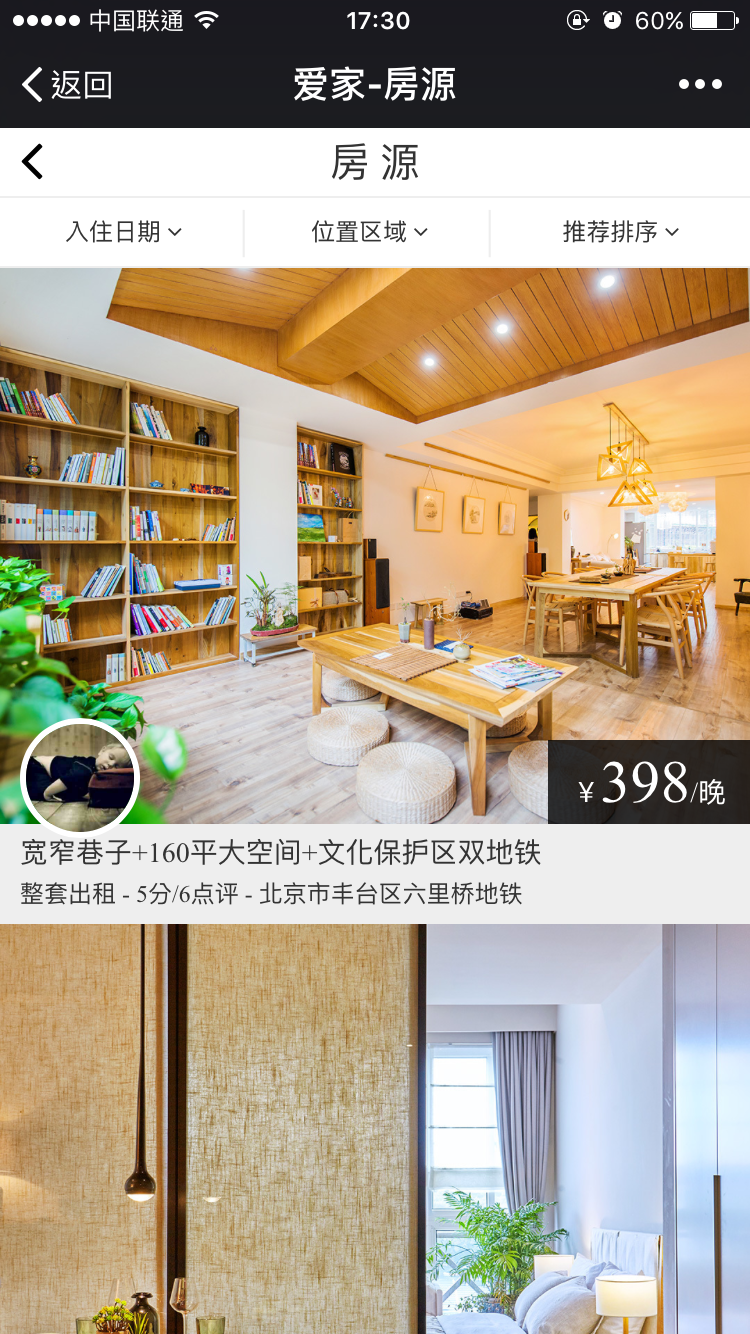 中国联通 17:30 60%
返回 爱家-房源
房源
入住日期 位置区域 推荐排序
¥398/晚
宽窄巷子+160平大空间+文化保护区双地铁
整套出租 - 5分/6点评 - 北京市丰台区六里桥地铁